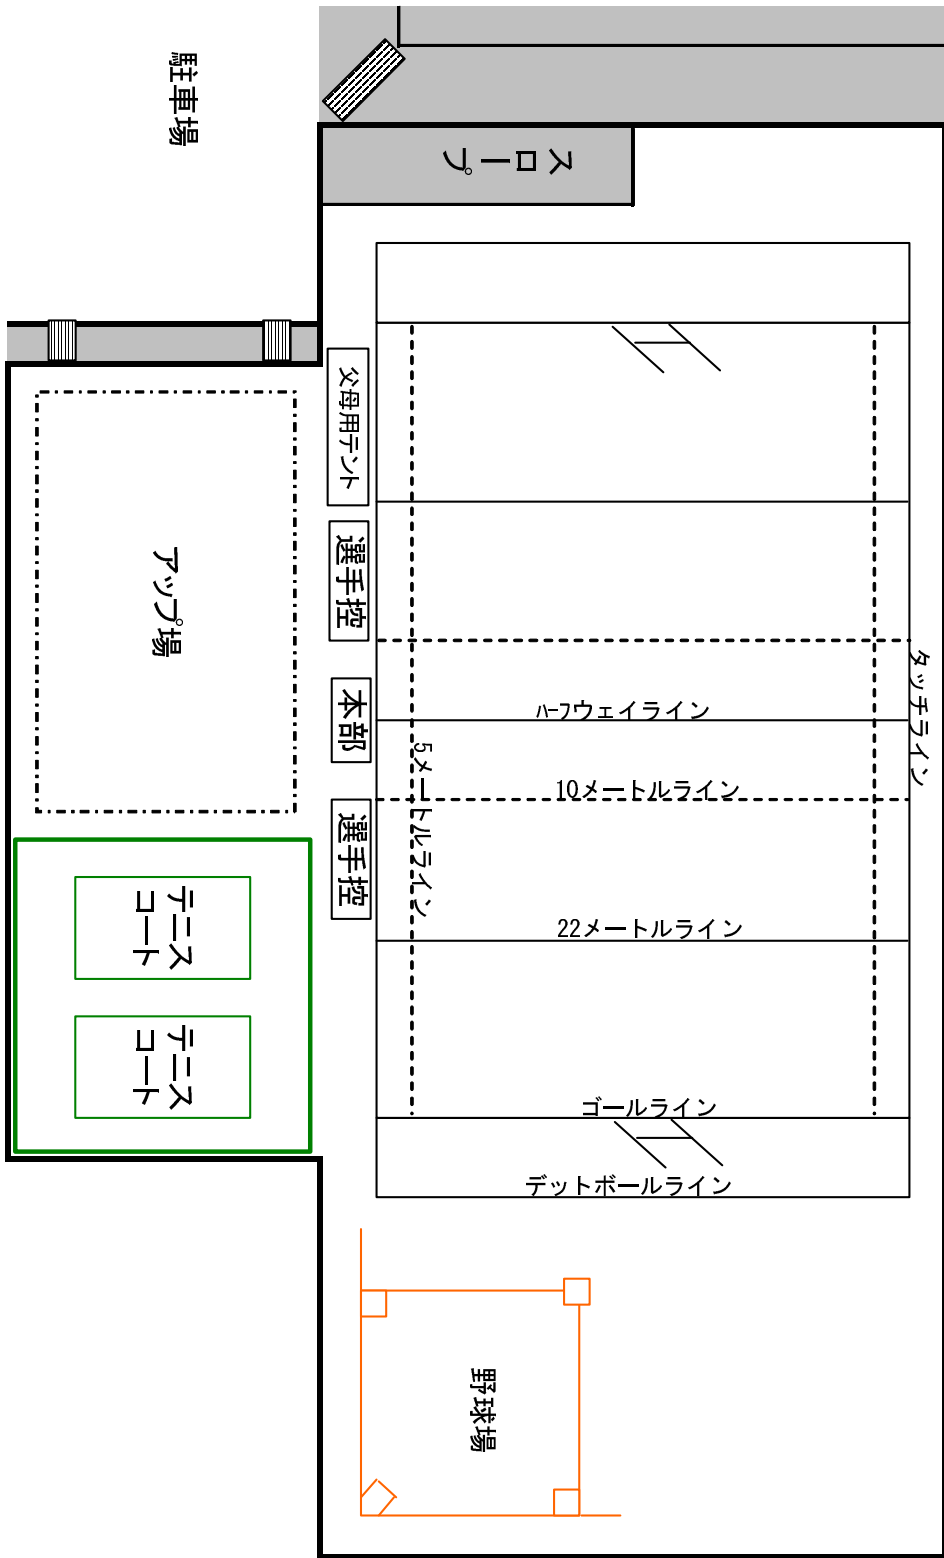 駐車場
スロープ
父母用テント
選手控
アップ場
タッチライン
本部
ハーフウェイライン
5メートルライン
10メートルライン
選手控
テニス
コート
22メートルライン
テニス
コート
ゴールライン
デットボールライン
野球場